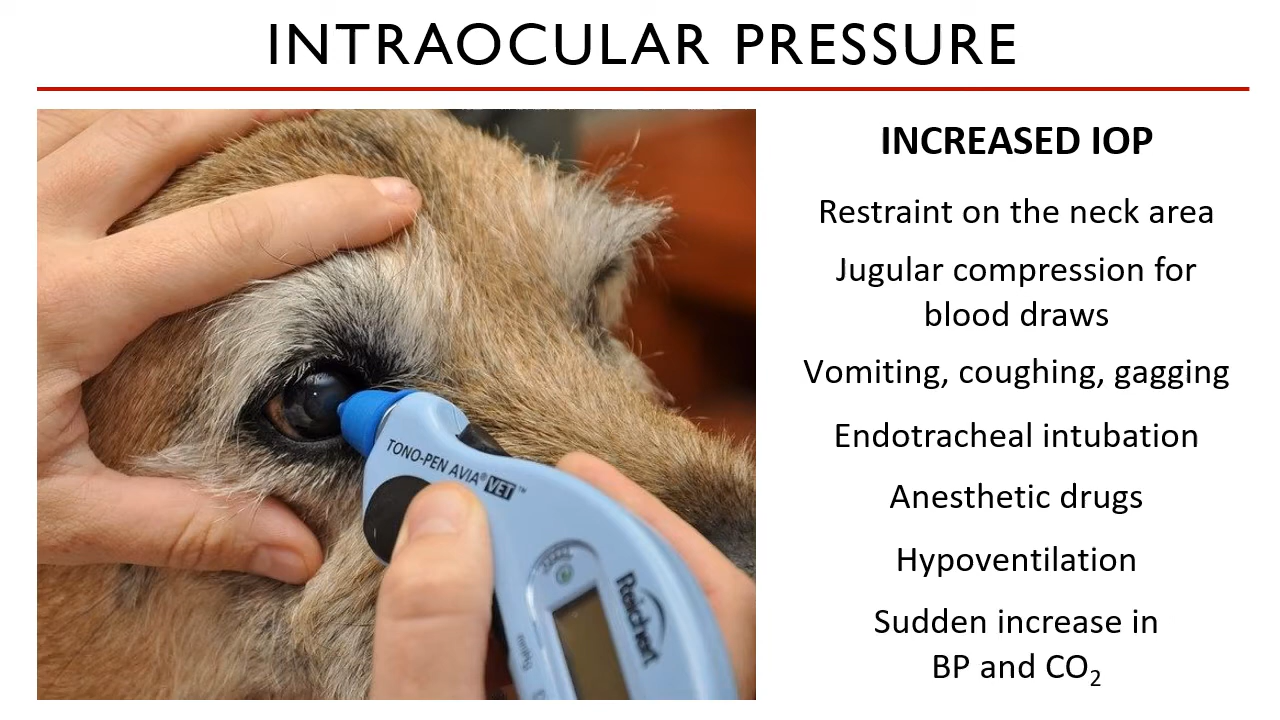 INTRAOCULAR PRESSURE
INCREASED IOP
Restraint on the neck area
Jugular compression for
blood draws
Vomiting, coughing, gagging
Endotracheal intubation
Anesthetic drugs
Hypoventilation
Sudden increase in
BP and CO₂
TONO-PEN AVIA® VET™
Reichert